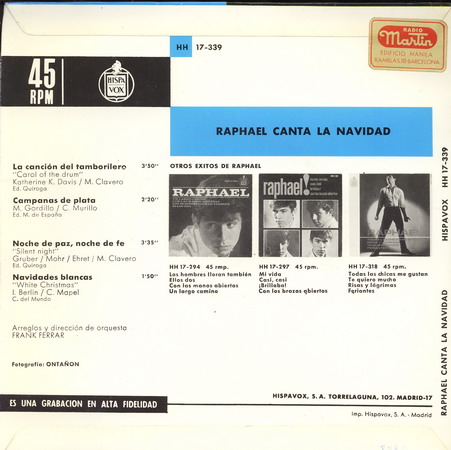 HH 17-339
RADIO
Martin
EDIFICIO MANILA
RAMBLAS, 10-BARCELONA
45
RPM
HISPA
VOX
RAPHAEL CANTA LA NAVIDAD
La canción del tamborilero 3'50''
"Carol of the drum"
Katherine K. Davis / M. Clavero
Ed. Quiroga
Campanas de plata 2'20''
M. Gordillo / C. Murillo
Ed. M. de España
Noche de paz, noche de fe 3'35''
"Silent night"
Gruber / Mohr / Ehret / M. Clavero
Ed. Quiroga
Navidades blancas 1'50''
"White Christmas"
I. Berlin / C. Mapel
C. del Mundo
Arreglos y dirección de orquesta
FRANK FERRAR
Fotografía: ONTAÑON
ES UNA GRABACION EN ALTA FIDELIDAD
OTROS EXITOS DE RAPHAEL
RAPHAEL
raphael!
HH 17-294 45 rmp.
Los hombres lloran también
Ellos dos
Con las manos abiertas
Un largo camino
HH 17-297 45 rpm.
Mi vida
Casi, casi
¡Brillaba!
Con los brazos abiertos
HH 17-318 45 rpm.
Todas las chicas me gustan
Te quiero mucho
Risas y lágrimas
HISPAVOX, S. A. TORRELAGUNA, 102. MADRID-17
Imp. Hispavox, S. A. - Madrid
RAPHAEL CANTA LA NAVIDAD HISPAVOX HH 17-339